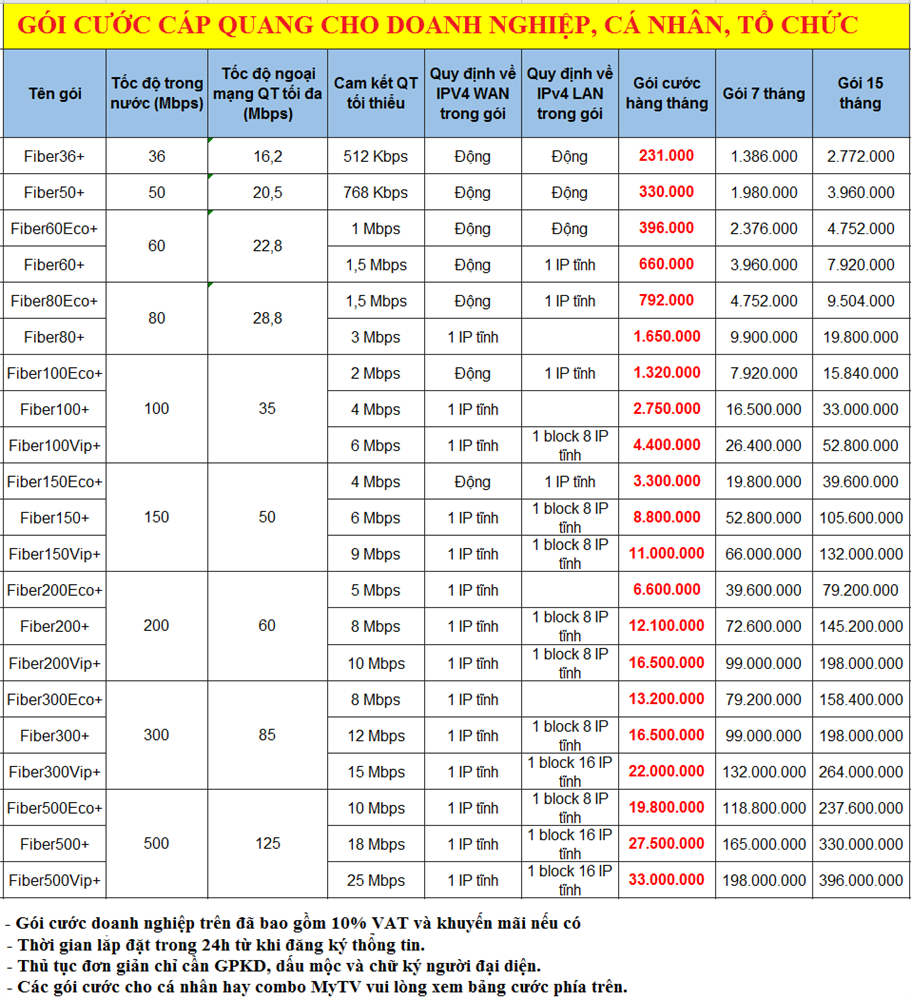 GÓI CƯỚC CÁP QUANG CHO DOANH NGHIỆP, CÁ NHÂN, TỔ CHỨC
Tên gói | Tốc độ trong nước (Mbps) | Tốc độ ngoại mạng QT tối đa (Mbps) | Cam kết QT tối thiểu | Quy định về IPV4 WAN trong gói | Quy định về IPv4 LAN trong gói | Gói cước hàng tháng | Gói 7 tháng | Gói 15 tháng
Fiber36+ | 36 | 16,2 | 512 Kbps | Động | Động | 231.000 | 1.386.000 | 2.772.000
Fiber50+ | 50 | 20,5 | 768 Kbps | Động | Động | 330.000 | 1.980.000 | 3.960.000
Fiber60Eco+ | 60 | 22,8 | 1 Mbps | Động | Động | 396.000 | 2.376.000 | 4.752.000
Fiber60+ | 1,5 Mbps | Động | 1 IP tĩnh | 660.000 | 3.960.000 | 7.920.000
Fiber80Eco+ | 80 | 28,8 | 1,5 Mbps | Động | 1 IP tĩnh | 792.000 | 4.752.000 | 9.504.000
Fiber80+ | 3 Mbps | 1 IP tĩnh | 1.650.000 | 9.900.000 | 19.800.000
Fiber100Eco+ | 100 | 35 | 2 Mbps | Động | 1 IP tĩnh | 1.320.000 | 7.920.000 | 15.840.000
Fiber100+ | 4 Mbps | 1 IP tĩnh | 2.750.000 | 16.500.000 | 33.000.000
Fiber100Vip+ | 6 Mbps | 1 IP tĩnh | 1 block 8 IP tĩnh | 4.400.000 | 26.400.000 | 52.800.000
Fiber150Eco+ | 150 | 50 | 4 Mbps | Động | 1 IP tĩnh | 3.300.000 | 19.800.000 | 39.600.000
Fiber150+ | 6 Mbps | 1 IP tĩnh | 1 block 8 IP tĩnh | 8.800.000 | 52.800.000 | 105.600.000
Fiber150Vip+ | 9 Mbps | 1 IP tĩnh | 1 block 8 IP tĩnh | 11.000.000 | 66.000.000 | 132.000.000
Fiber200Eco+ | 200 | 60 | 5 Mbps | 1 IP tĩnh | 6.600.000 | 39.600.000 | 79.200.000
Fiber200+ | 8 Mbps | 1 IP tĩnh | 1 block 8 IP tĩnh | 12.100.000 | 72.600.000 | 145.200.000
Fiber200Vip+ | 10 Mbps | 1 IP tĩnh | 1 block 8 IP tĩnh | 16.500.000 | 99.000.000 | 198.000.000
Fiber300Eco+ | 300 | 85 | 8 Mbps | 1 IP tĩnh | 13.200.000 | 79.200.000 | 158.400.000
Fiber300+ | 12 Mbps | 1 IP tĩnh | 1 block 8 IP tĩnh | 16.500.000 | 99.000.000 | 198.000.000
Fiber300Vip+ | 15 Mbps | 1 IP tĩnh | 1 block 16 IP tĩnh | 22.000.000 | 132.000.000 | 264.000.000
Fiber500Eco+ | 500 | 125 | 10 Mbps | 1 IP tĩnh | 1 block 8 IP tĩnh | 19.800.000 | 118.800.000 | 237.600.000
Fiber500+ | 18 Mbps | 1 IP tĩnh | 1 block 16 IP tĩnh | 27.500.000 | 165.000.000 | 330.000.000
Fiber500Vip+ | 25 Mbps | 1 IP tĩnh | 1 block 16 IP tĩnh | 33.000.000 | 198.000.000 | 396.000.000
- Gói cước doanh nghiệp trên đã bao gồm 10% VAT và khuyến mãi nếu có
- Thời gian lắp đặt trong 24h từ khi đăng ký thông tin.
- Thủ tục đơn giản chỉ cần GPKD, dấu mộc và chữ ký người đại diện.
- Các gói cước cho cá nhân hay combo MyTV vui lòng xem bảng cước phía trên.